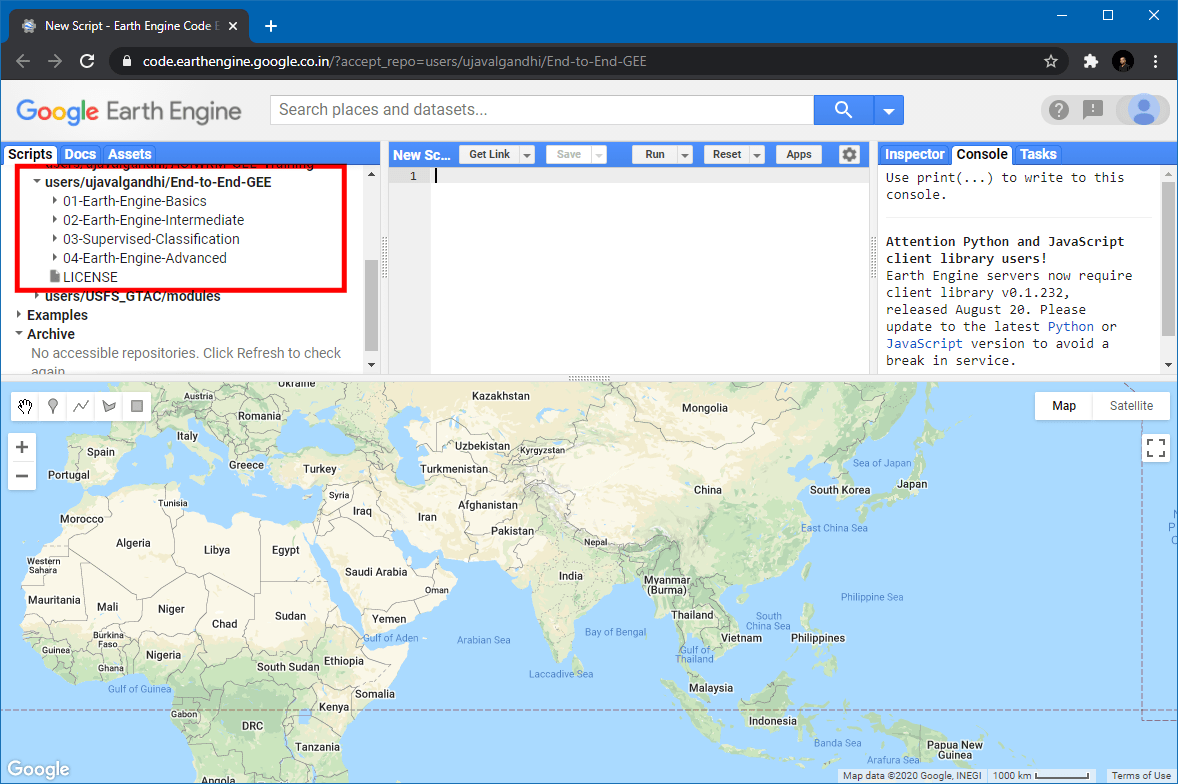 New Script - Earth Engine Code E
code.earthengine.google.co.in/?accept_repo=users/ujavalgandhi/End-to-End-GEE
Google Earth Engine
Search places and datasets...
Scripts Docs Assets
users/ujavalgandhi/End-to-End-GEE
01-Earth-Engine-Basics
02-Earth-Engine-Intermediate
03-Supervised-Classification
04-Earth-Engine-Advanced
LICENSE
users/USFS_GTAC/modules
Examples
Archive
No accessible repositories. Click Refresh to check
again.
New Sc... Get Link Save Run Reset Apps
1
Inspector Console Tasks
Use print(...) to write to this
console.
Attention Python and JavaScript
client library users!
Earth Engine servers now require
client library v0.1.232,
released August 20. Please
update to the latest Python or
JavaScript version to avoid a
break in service.
Map Satellite
Ukraine
Austria
Kazakhstan
Mongolia
Romania
Italy
Spain
Uzbekistan
Kyrgyzstan
Portugal
Greece
Turkey
Turkmenistan
Sea of Japan
Japan
South Korea
China
Tunisia
Syria
Iraq
Iran
Afghanistan
Morocco
Pakistan
East China Sea
Algeria
Libya
Egypt
Nepal
Western
Sahara
Saudi Arabia
India
Myanmar
(Burma)
Oman
Mauritania
Mali
Niger
Chad
Sudan
Yemen
Philippine Sea
Thailand
South
China Sea
Burkina
Faso
Gulf of Aden
Arabian Sea
Bay of Bengal
Vietnam
Philippines
Guinea
Ghana
Nigeria
Gulf of
Thailand
South Sudan
Ethiopia
Laccadive Sea
Gulf of Guinea
Somalia
Malaysia
Gabon
Kenya
DRC
Indonesia
Tanzania
Banda Sea
Papua New
Guinea
Arafura Sea
Angola
Google
Map data ©2020 Google, INEGI 1000 km Terms of Use